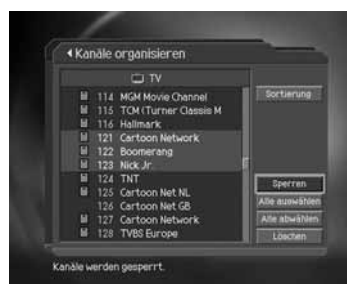 Kanäle organisieren
TV
114 MGM Movie Channel
115 TCM (Turner Classis M
116 Hallmark
121 Cartoon Network
122 Boomerang
123 Nick Jr.
124 TNT
125 Cartoon Net NL
126 Cartoon Net GB
127 Cartoon Network
128 TVBS Europe
Sortierung
Sperren
Alle auswählen
Alle abwählen
Löschen
Kanäle werden gesperrt.